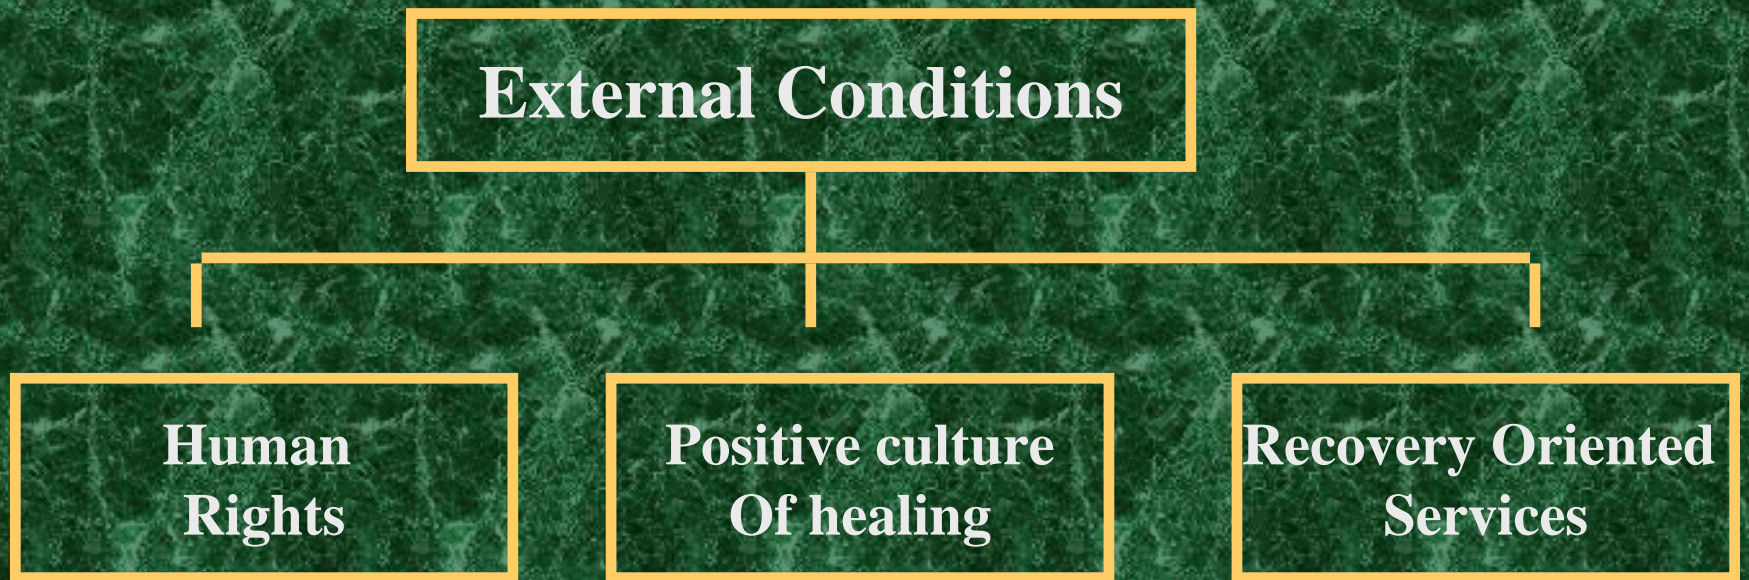 External Conditions
Human
Rights
Positive culture
Of healing
Recovery Oriented
Services